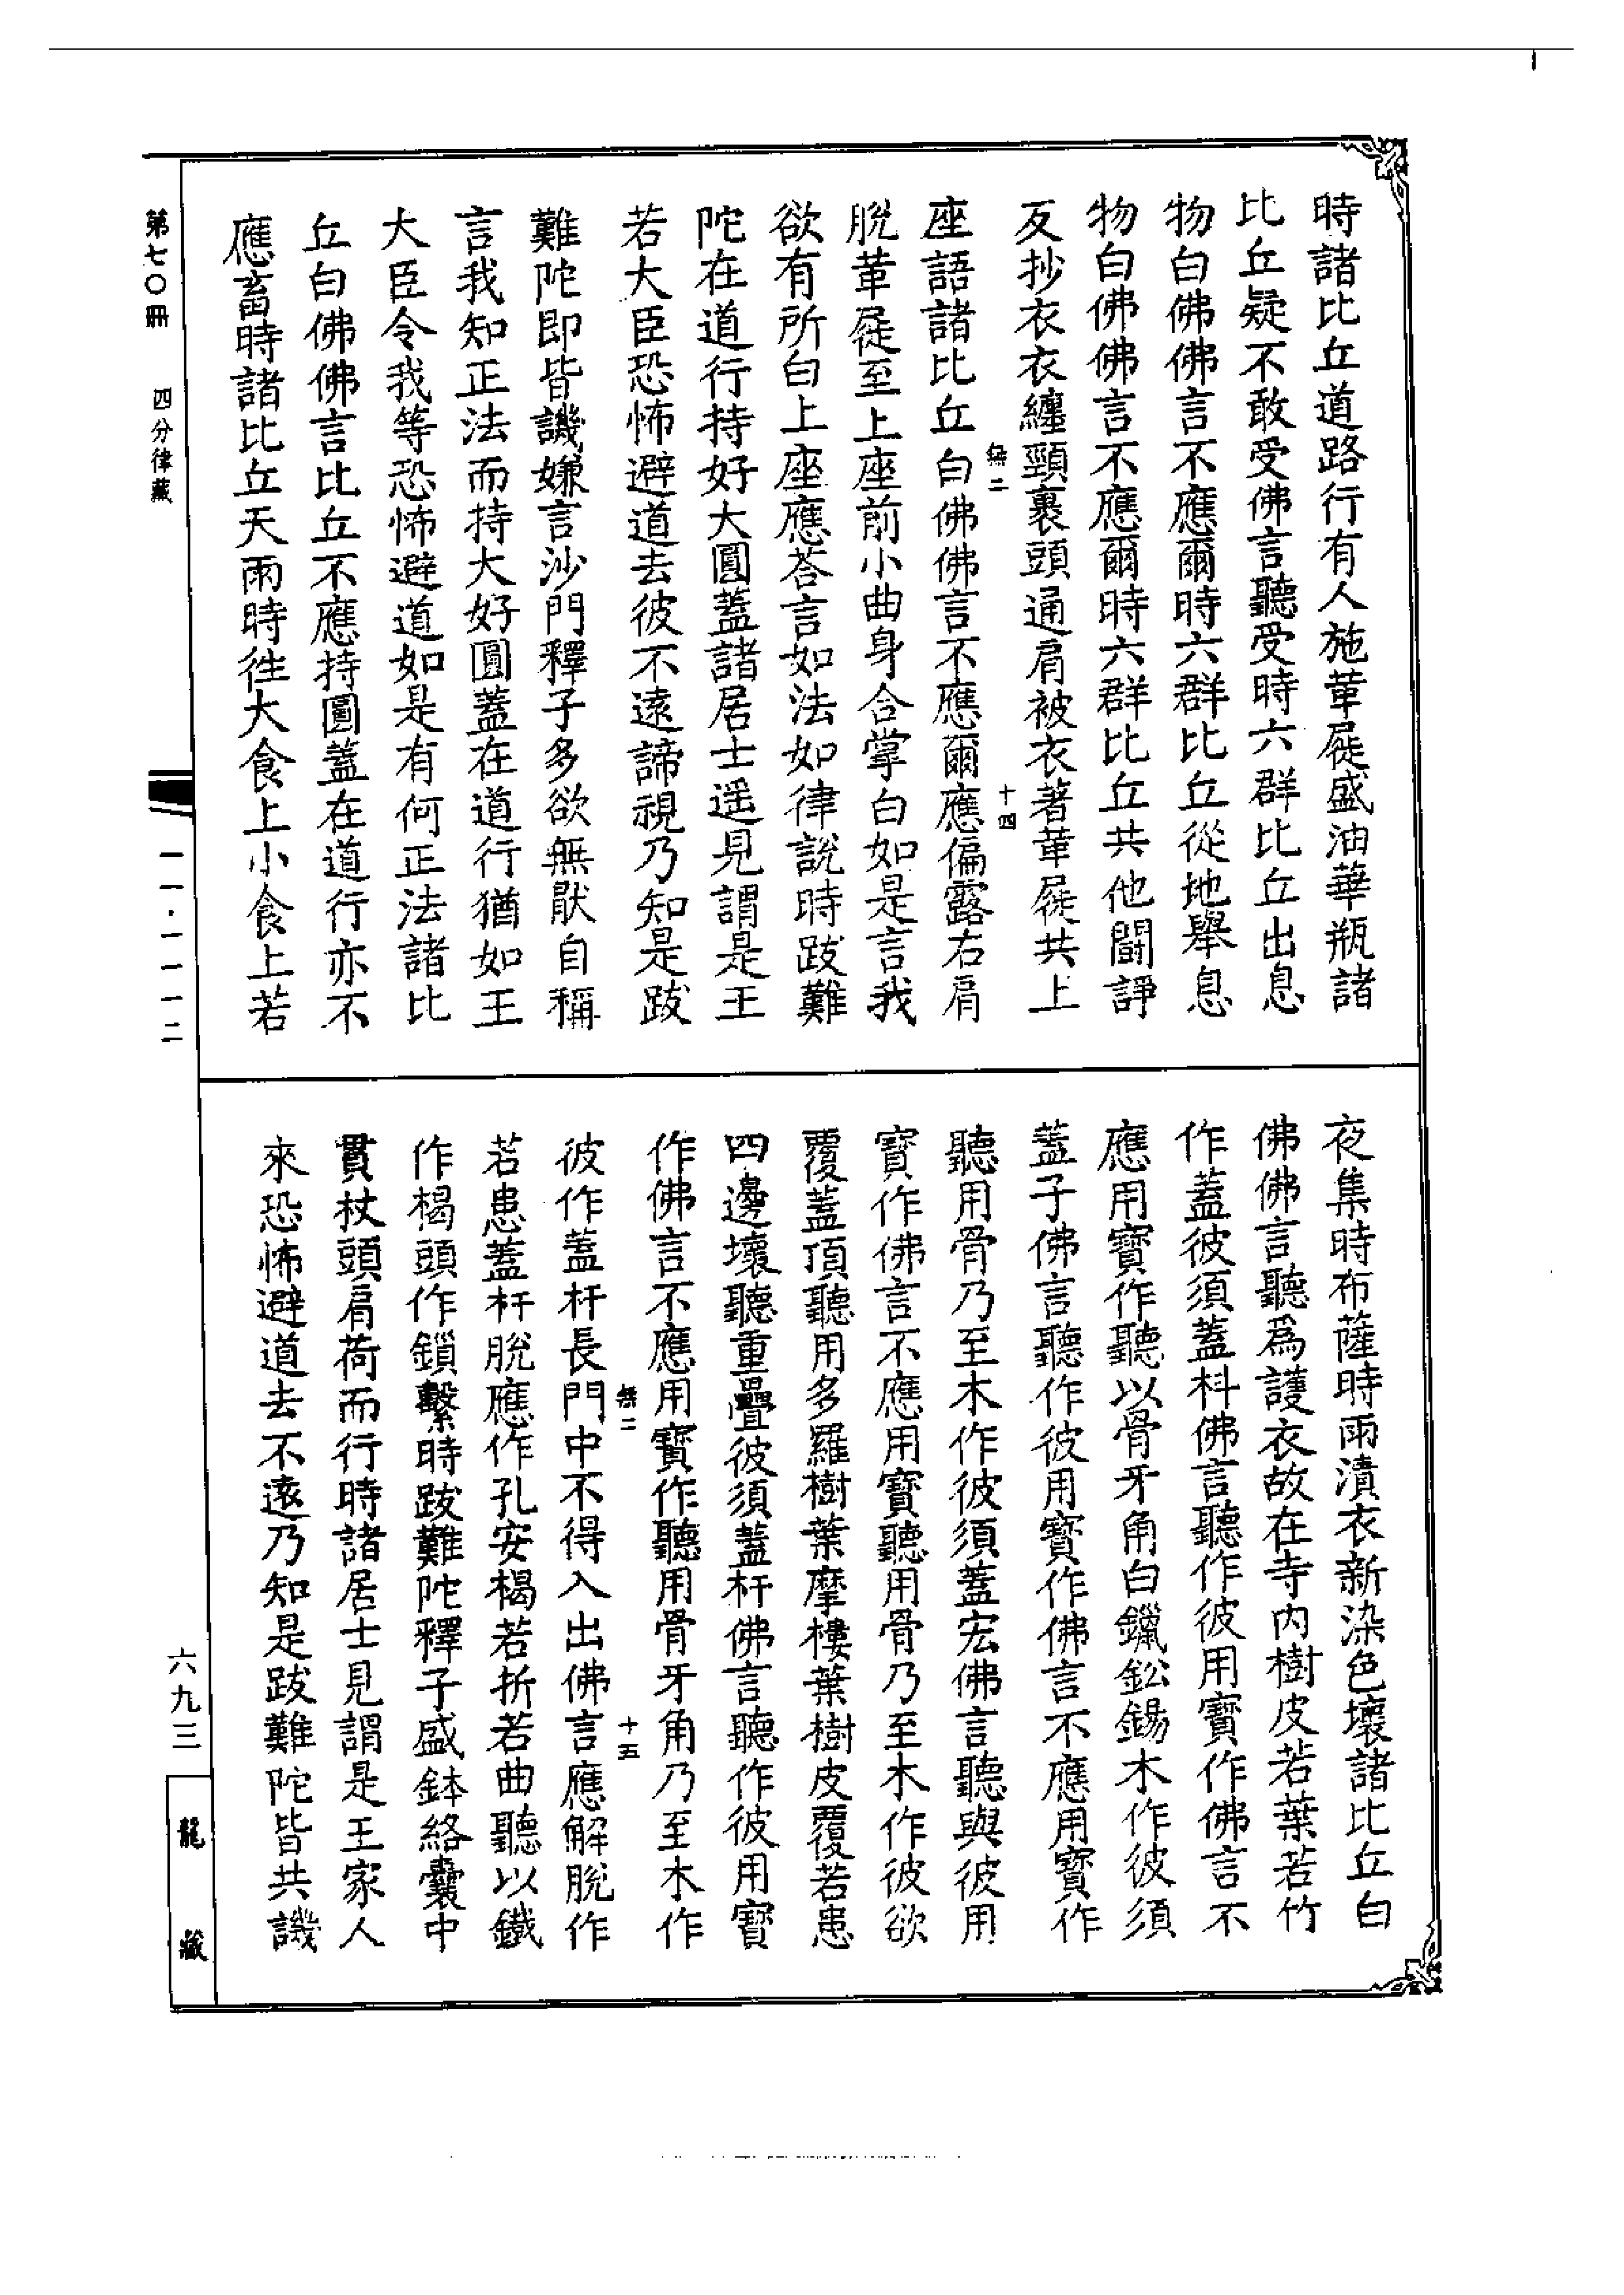 時諸比丘道路行有人施革屣盛油華瓶諸
比丘疑不敢受佛言聽受時六群比丘出息
物白佛佛言不應爾時六群比丘從地舉息
物白佛佛言不應爾時六群比丘共他鬪諍
反抄衣衣纏頸裹頭通肩被衣著革屣共上
座語諸比丘白佛佛言不應爾應偏露右肩
無二
十四
脫革屣至上座前小曲身合掌白如是言我
欲有所白上座應荅言如法如律說時跋難
陀在道行持好大圓蓋諸居士遥見謂是王
若大臣恐怖避道去彼不遠諦視乃知是跋
難陀即皆譏嫌言沙門釋子多欲無猒自稱
言我知正法而持大好圓蓋在道行猶如王
大臣令我等恐怖避道如是有何正法諸比
丘白佛佛言比丘不應持圓蓋在道行亦不
應畜時諸比丘天雨時徃大食上小食上若
夜集時布薩時雨漬衣新染色壞諸比丘白
佛佛言聽爲護衣故在寺内樹皮若葉若竹
作蓋彼須蓋枓佛言聽作彼用寶作佛言不
應用寶作聽以骨牙角白鑞鈆錫木作彼須
蓋子佛言聽作彼用寶作佛言不應用寶作
聽用骨乃至木作彼須蓋宏佛言聽與彼用
寶作佛言不應用寶聽用骨乃至木作彼欲
覆蓋頂聽用多羅樹葉摩樓葉樹皮覆若患
四邊壞聽重疊彼須蓋杆佛言聽作彼用寶
作佛言不應用寶作聽用骨牙角乃至木作
彼作蓋杆長門中不得入出佛言應解脫作
無二
十五
若患蓋杆脫應作孔安楬若折若曲聽以鐵
作楬頭作鎖繫時跋難陀釋子盛鉢絡囊中
貫杖頭肩荷而行時諸居士見謂是王家人
來恐怖避道去不遠乃知是跋難陀皆共譏
第七〇冊
四分律藏
一一·一一一二
六九三
龍藏